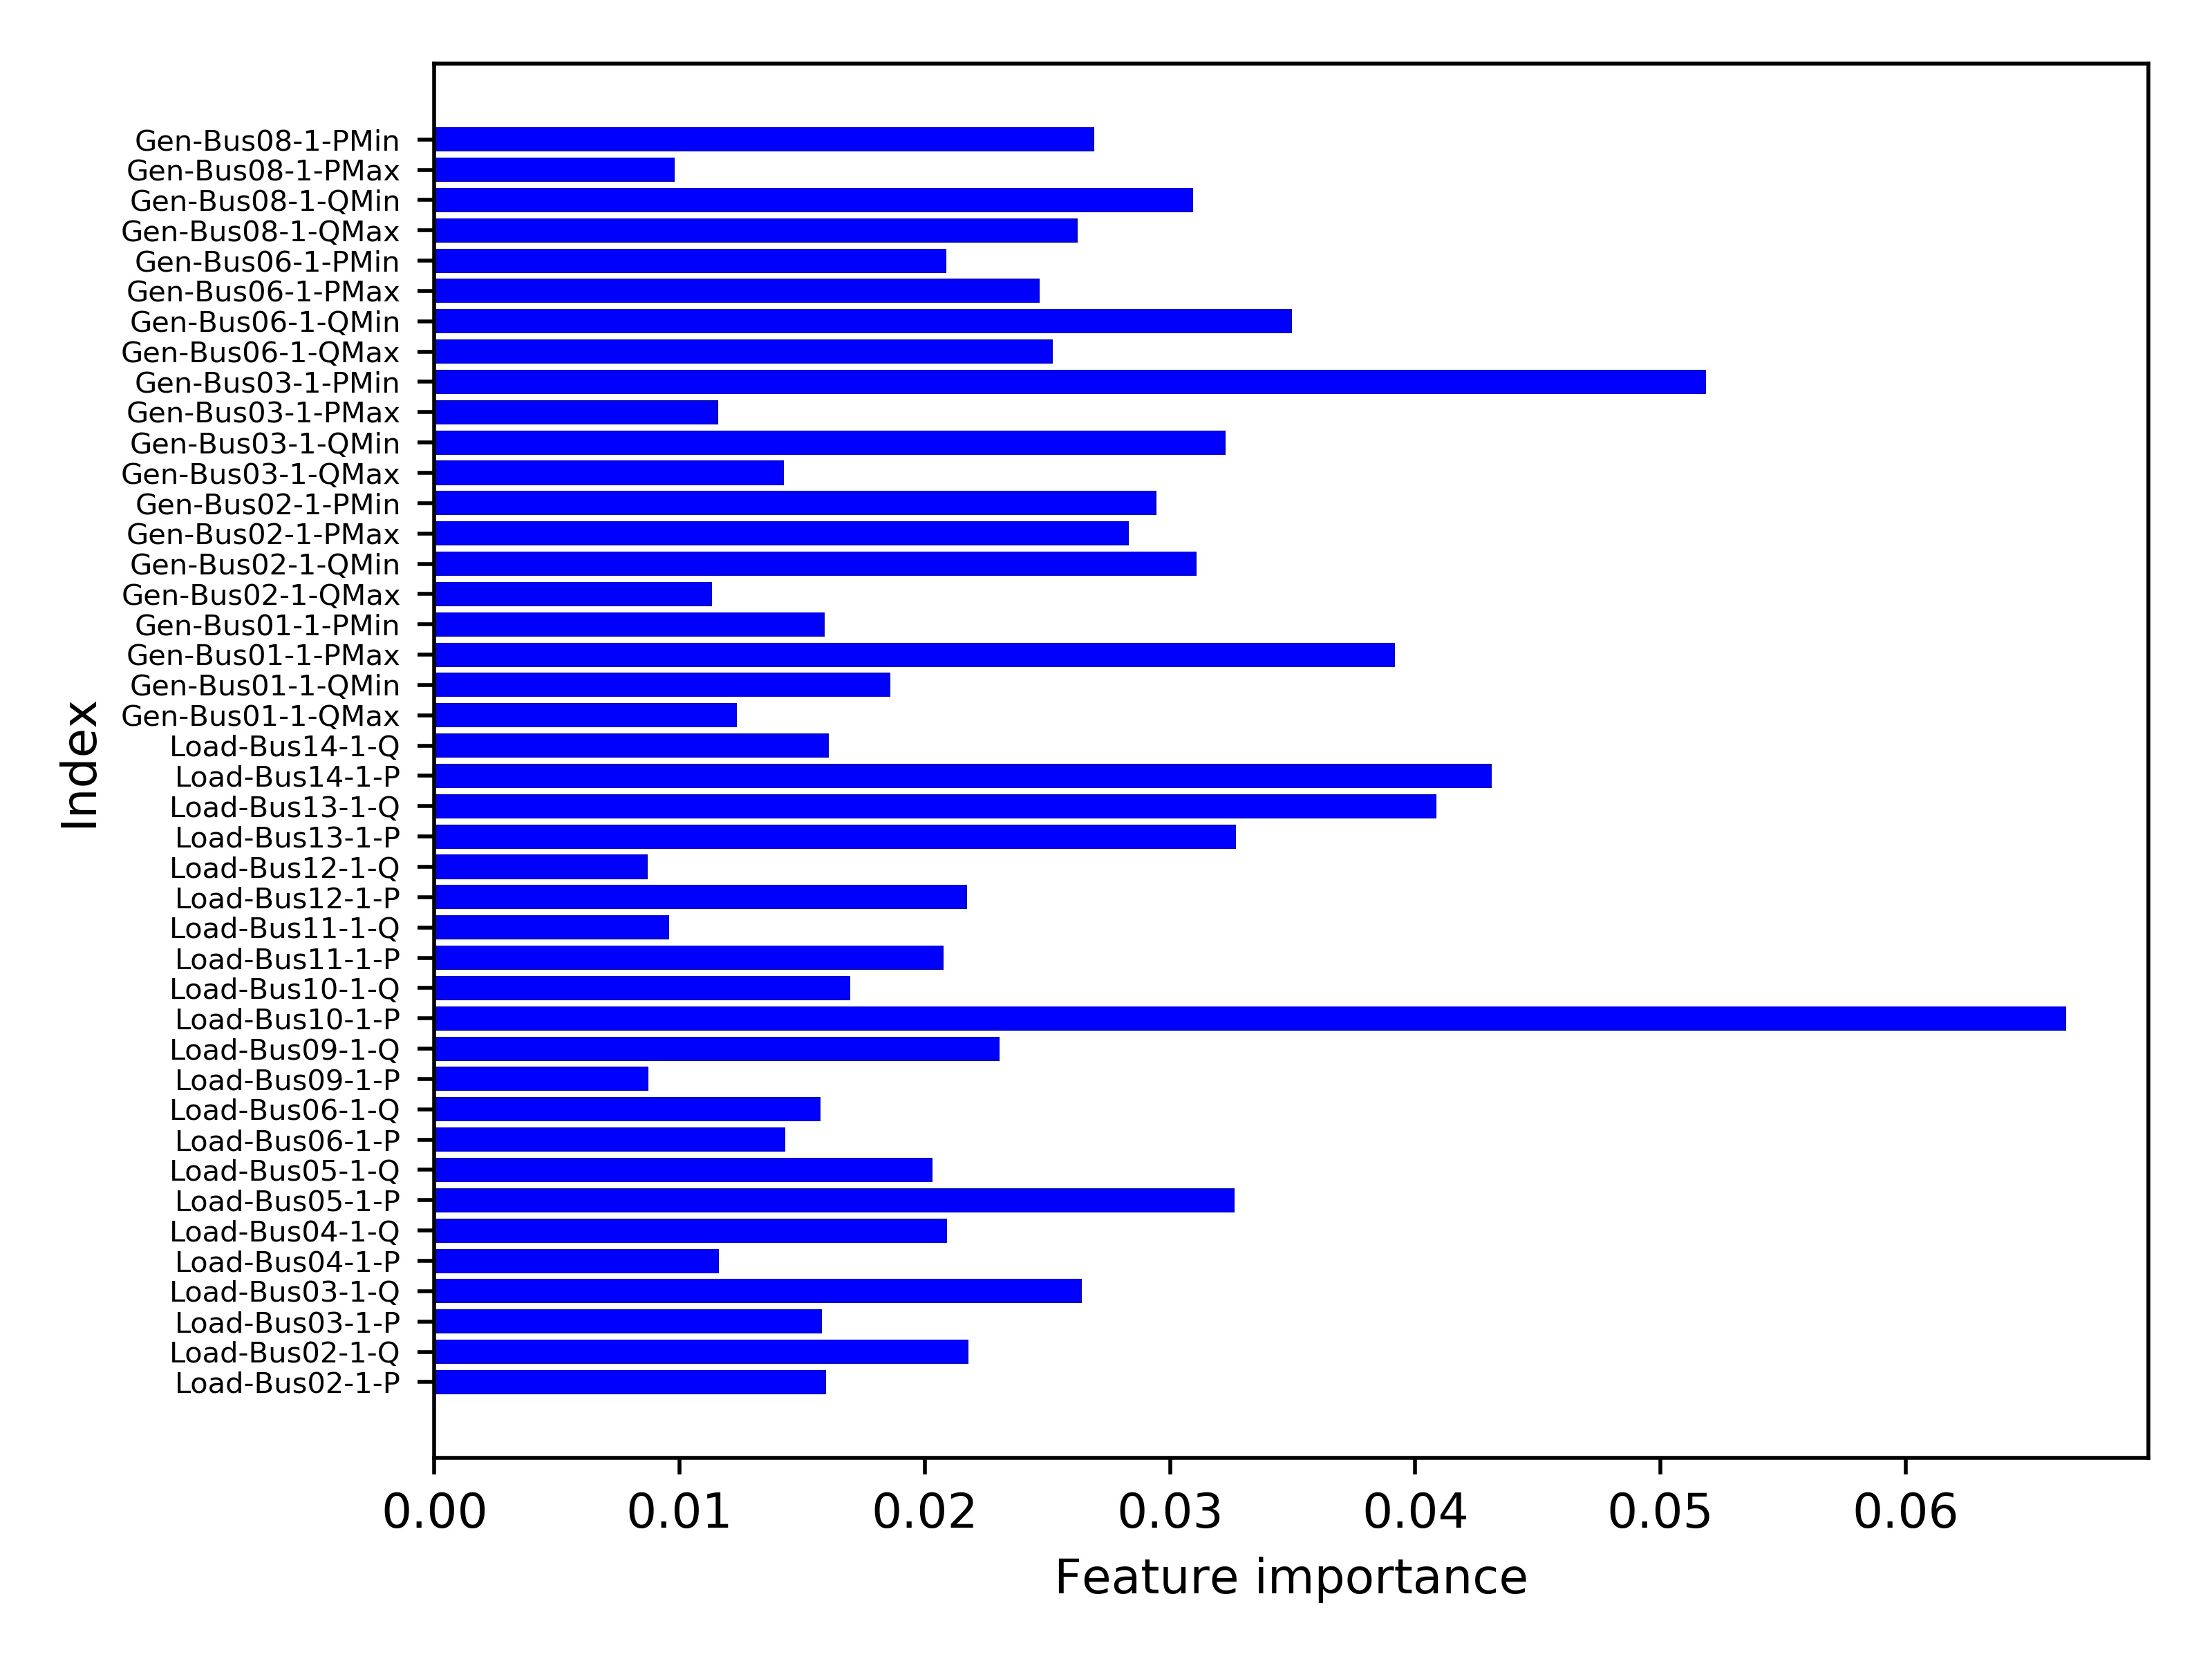 Gen-Bus08-1-PMin
Gen-Bus08-1-PMax
Gen-Bus08-1-QMin
Gen-Bus08-1-QMax
Gen-Bus06-1-PMin
Gen-Bus06-1-PMax
Gen-Bus06-1-QMin
Gen-Bus06-1-QMax
Gen-Bus03-1-PMin
Gen-Bus03-1-PMax
Gen-Bus03-1-QMin
Gen-Bus03-1-QMax
Gen-Bus02-1-PMin
Gen-Bus02-1-PMax
Gen-Bus02-1-QMin
Gen-Bus02-1-QMax
Gen-Bus01-1-PMin
Gen-Bus01-1-PMax
Gen-Bus01-1-QMin
Gen-Bus01-1-QMax
Load-Bus14-1-Q
Load-Bus14-1-P
Load-Bus13-1-Q
Load-Bus13-1-P
Load-Bus12-1-Q
Load-Bus12-1-P
Load-Bus11-1-Q
Load-Bus11-1-P
Load-Bus10-1-Q
Load-Bus10-1-P
Load-Bus09-1-Q
Load-Bus09-1-P
Load-Bus06-1-Q
Load-Bus06-1-P
Load-Bus05-1-Q
Load-Bus05-1-P
Load-Bus04-1-Q
Load-Bus04-1-P
Load-Bus03-1-Q
Load-Bus03-1-P
Load-Bus02-1-Q
Load-Bus02-1-P
Index
0.00 0.01 0.02 0.03 0.04 0.05 0.06
Feature importance